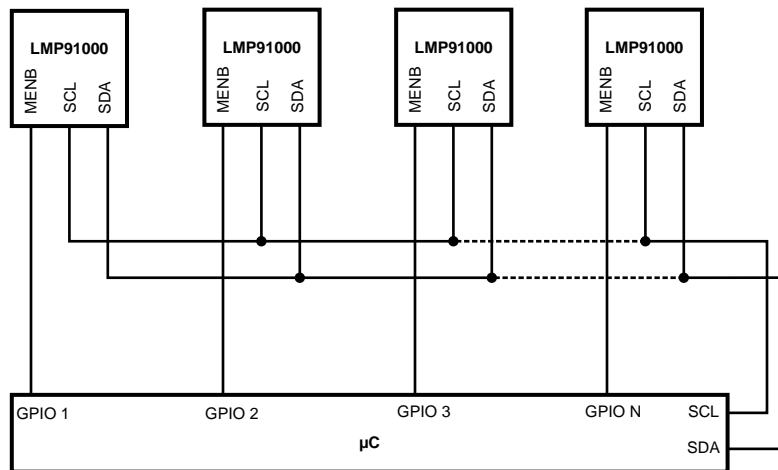 LMP91000 LMP91000 LMP91000 LMP91000
MENB SCL SDA MENB SCL SDA MENB SCL SDA MENB SCL SDA
GPIO 1 GPIO 2 GPIO 3 GPIO N SCL
µC SDA